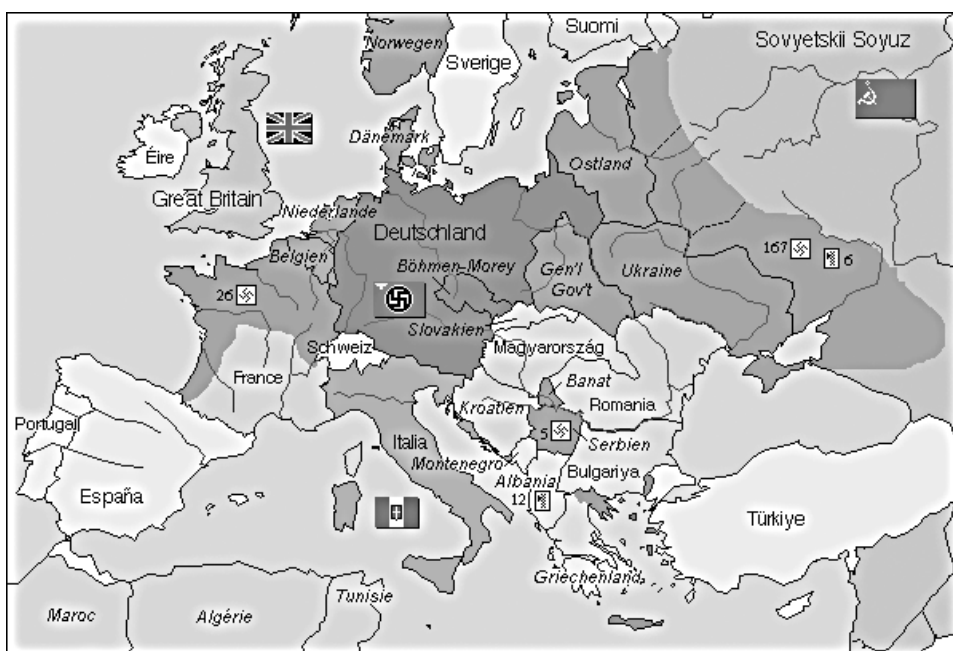 Suomi
Norwegen
Sverige
Sovyetskii Soyuz
Dänemark
Éire
Great Britain
Ostland
Niederlande
Deutschland
Belgien
Böhmen-Morey
Gen'l
Gov't
Ukraine
167
6
26
Slovakien
Schweiz
Magyarország
France
Banat
Kroatien
Romania
Portugal
5
Serbien
Italia
Montenegro
Bulgariya
Albania
España
12
Türkiye
Griechenland
Maroc
Algérie
Tunisie